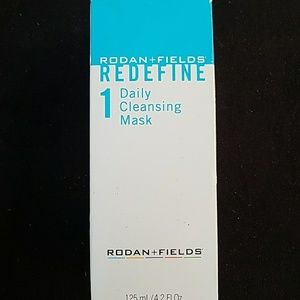 RODAN+FIELDS
REDEFINE
1 Daily
Cleansing
Mask
RODAN+FIELDS
125 mL/4.2 Fl Oz